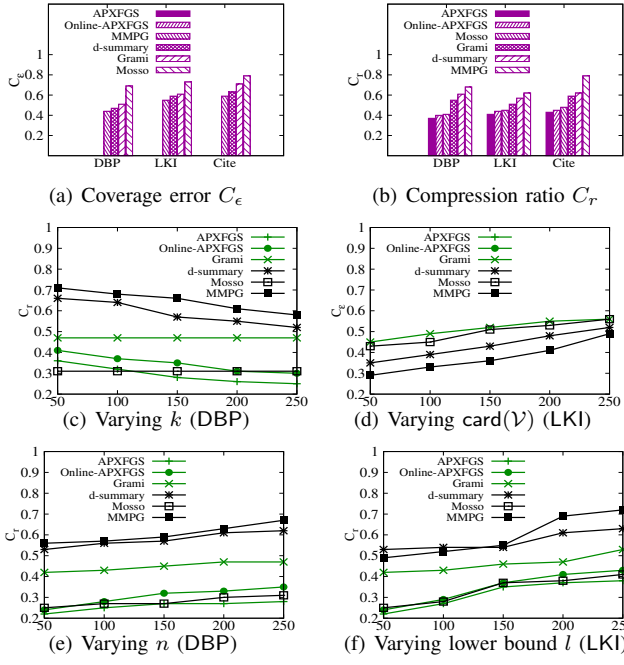 APXFGS
Online-APXFGS
MMPG
d-summary
Grami
Mosso
C_ε
1
0.8
0.6
0.4
0.2
DBP LKI Cite
(a) Coverage error C_ϵ
APXFGS
Online-APXFGS
Mosso
Grami
d-summary
MMPG
C_r
1
0.8
0.6
0.4
0.2
DBP LKI Cite
(b) Compression ratio C_r
APXFGS
Online-APXFGS
Grami
d-summary
Mosso
MMPG
C_r
1
0.9
0.8
0.7
0.6
0.5
0.4
0.3
0.2
50 100 150 200 250
(c) Varying k (DBP)
APXFGS
Online-APXFGS
Grami
d-summary
Mosso
MMPG
C_ε
1
0.9
0.8
0.7
0.6
0.5
0.4
0.3
0.2
50 100 150 200 250
(d) Varying card(𝒱) (LKI)
APXFGS
Online-APXFGS
Grami
d-summary
Mosso
MMPG
C_r
1
0.9
0.8
0.7
0.6
0.5
0.4
0.3
0.2
50 100 150 200 250
(e) Varying n (DBP)
APXFGS
Online-APXFGS
Grami
d-summary
Mosso
MMPG
C_r
1
0.9
0.8
0.7
0.6
0.5
0.4
0.3
0.2
50 100 150 200 250
(f) Varying lower bound l (LKI)